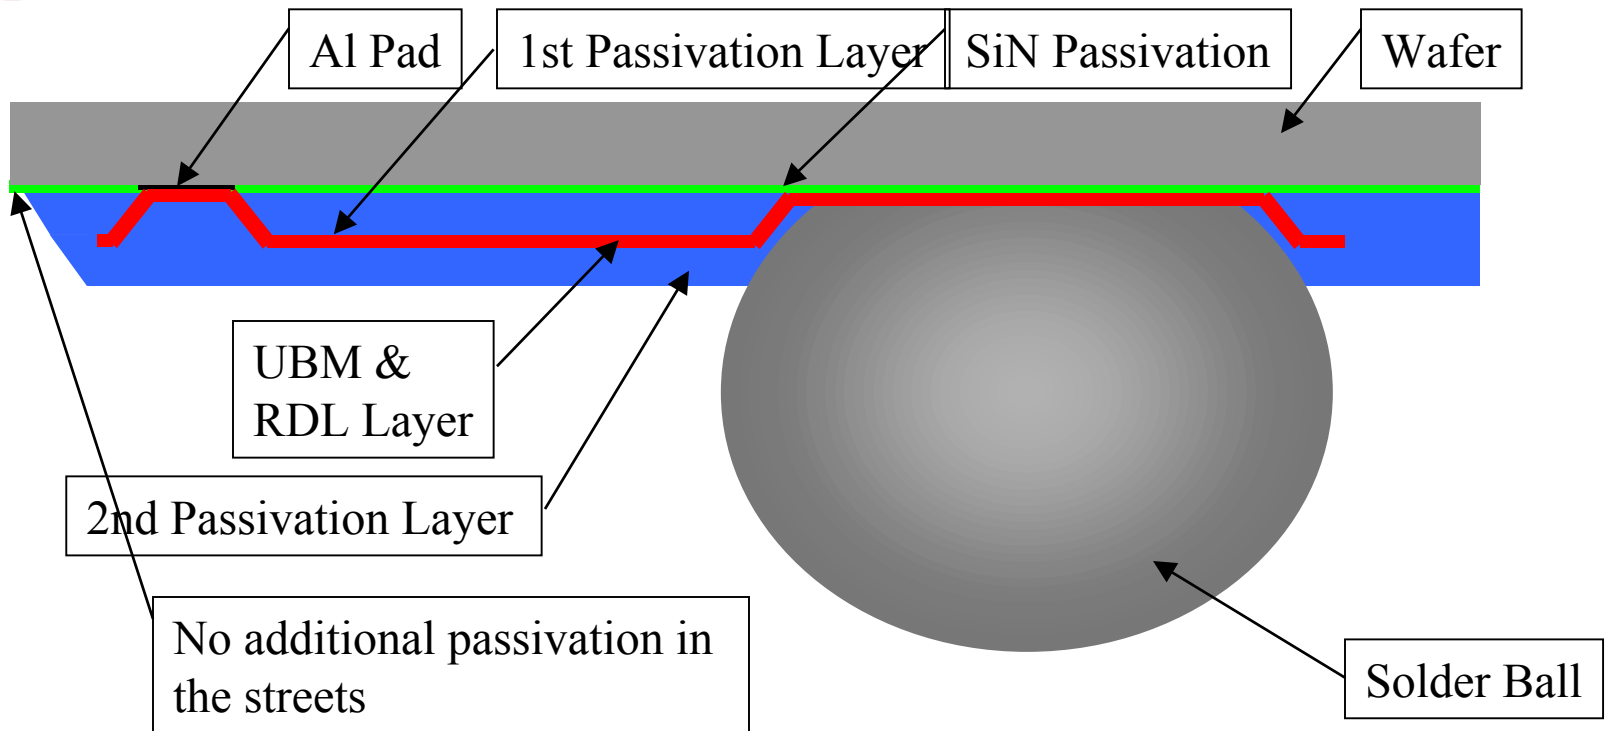 Al Pad
1st Passivation Layer
SiN Passivation
Wafer
UBM &
RDL Layer
2nd Passivation Layer
No additional passivation in
the streets
Solder Ball